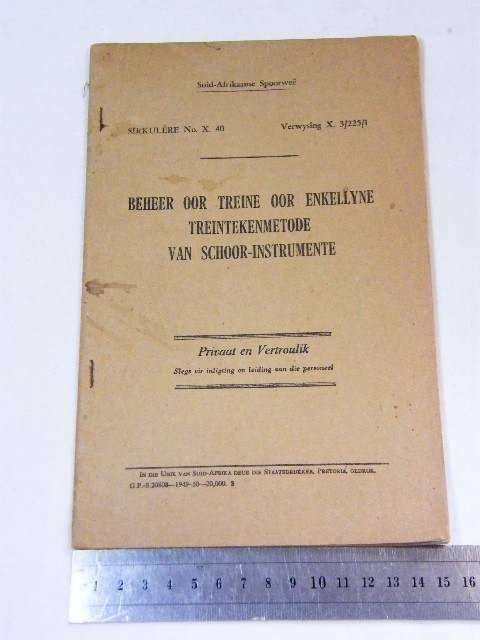 Suid-Afrikaanse Spoorweë
SIRKULÊRE No. X. 40 Verwysing X. 3/225/1
BEHEER OOR TREINE OOR ENKELLYNE
TREINTEKENMETODE
VAN SCHOOR-INSTRUMENTE
Privaat en Vertroulik
Slegs vir inligting en leiding van die personeel
IN DIE UNIE VAN SUID-AFRIKA DEUR DIE STAATSDRUKKER, PRETORIA, GEDRUK.
G.P.-S.20808—1949-50—20,000. S
1 2 3 4 5 6 7 8 9 10 11 12 13 14 15 16